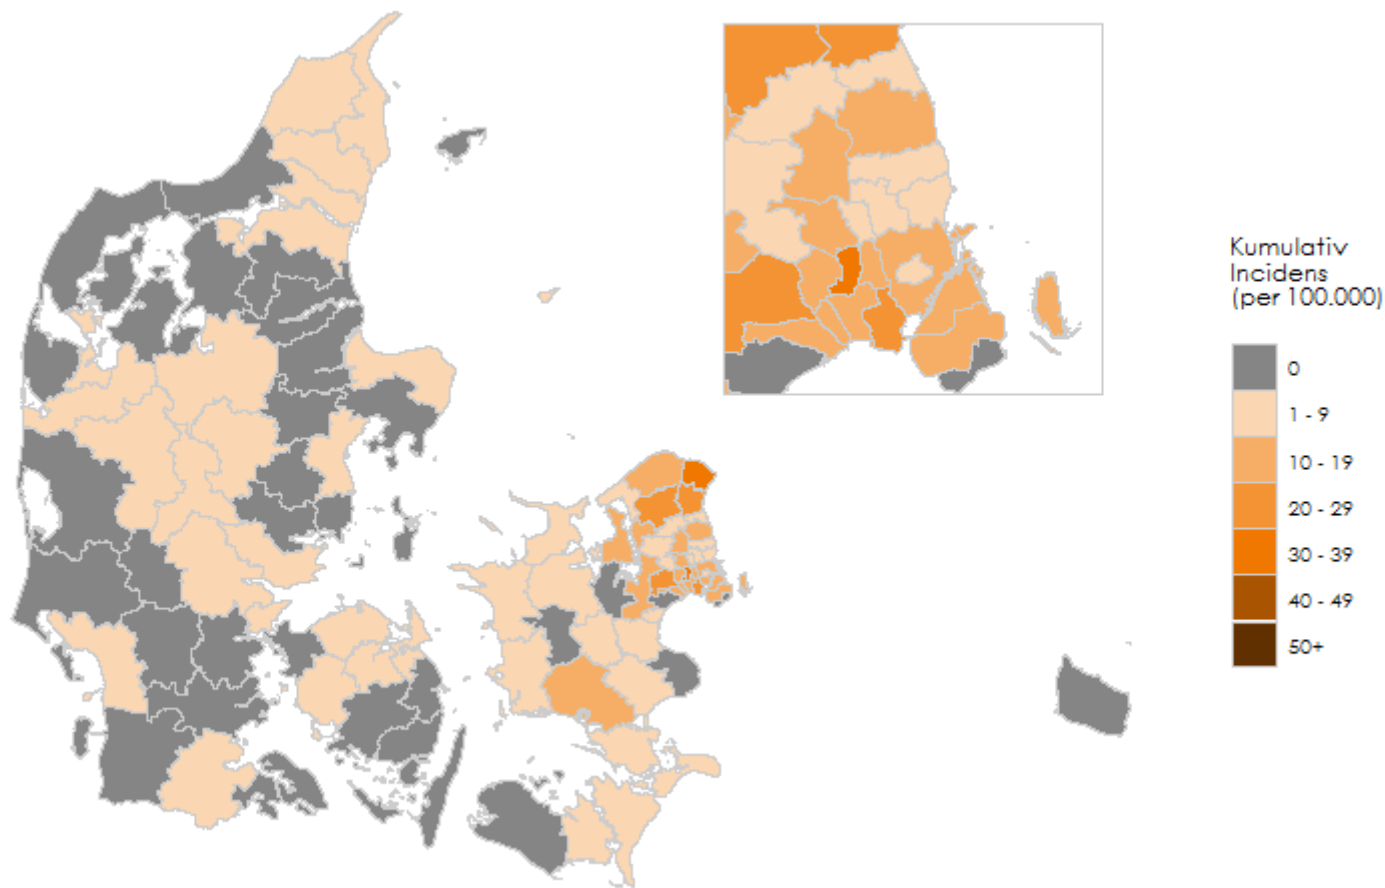 Kumulativ
Incidens
(per 100.000)
0
1 - 9
10 - 19
20 - 29
30 - 39
40 - 49
50+